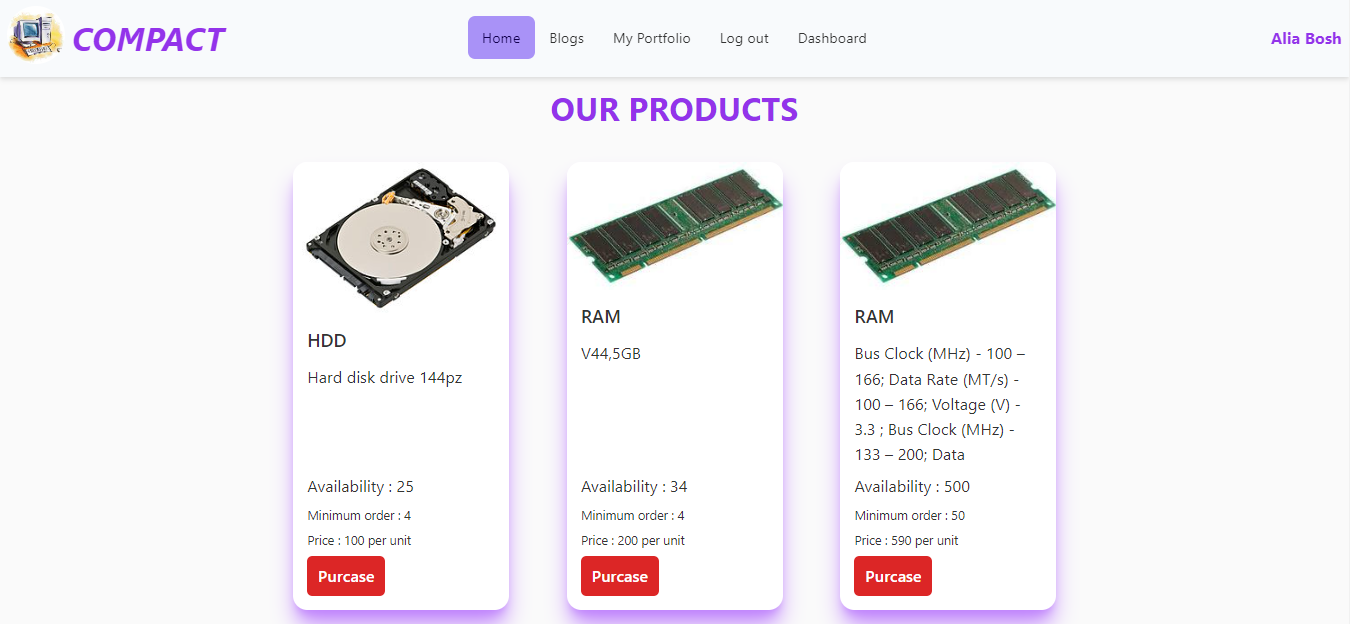 COMPACT
Home Blogs My Portfolio Log out Dashboard
Alia Bosh
OUR PRODUCTS
HDD
Hard disk drive 144pz
Availability : 25
Minimum order : 4
Price : 100 per unit
Purcase
RAM
V44,5GB
Availability : 34
Minimum order : 4
Price : 200 per unit
Purcase
RAM
Bus Clock (MHz) - 100 –
166; Data Rate (MT/s) -
100 – 166; Voltage (V) -
3.3 ; Bus Clock (MHz) -
133 – 200; Data
Availability : 500
Minimum order : 50
Price : 590 per unit
Purcase